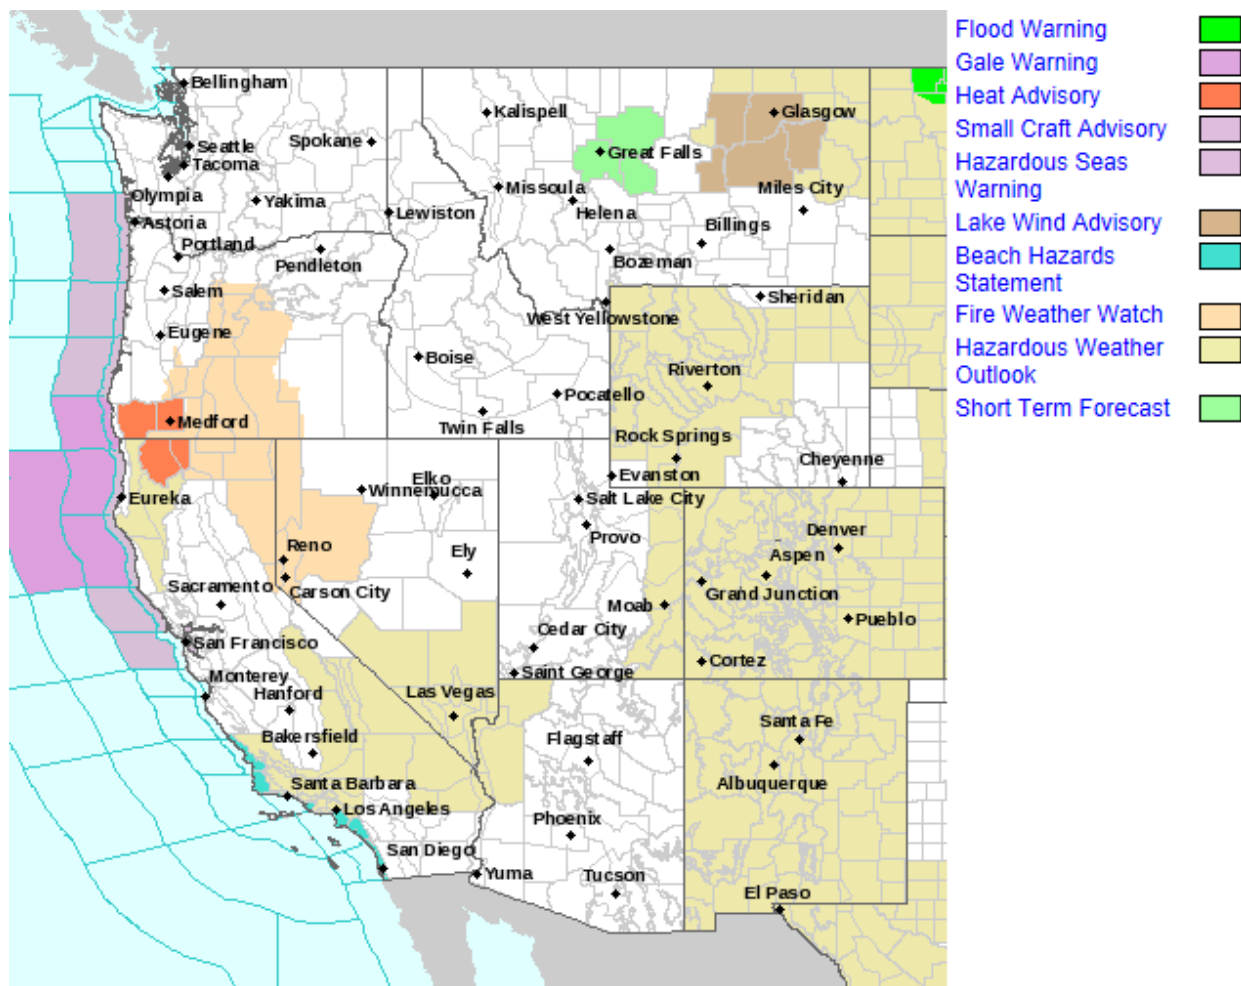 Flood Warning
Gale Warning
Heat Advisory
Small Craft Advisory
Hazardous Seas
Warning
Lake Wind Advisory
Beach Hazards
Statement
Fire Weather Watch
Hazardous Weather
Outlook
Short Term Forecast
Bellingham
Kalispell
Glasgow
Seattle
Spokane
Great Falls
Tacoma
Olympia
Missoula
Miles City
Yakima
Lewiston
Helena
Astoria
Billings
Portland
Pendleton
Bozeman
Salem
Sheridan
West Yellowstone
Eugene
Boise
Riverton
Pocatello
Medford
Twin Falls
Rock Springs
Cheyenne
Evanston
Elko
Winnemucca
Eureka
Salt Lake City
Denver
Provo
Reno
Ely
Aspen
Sacramento
Carson City
Grand Junction
Moab
Pueblo
Cedar City
San Francisco
Cortez
Saint George
Monterey
Hanford
Las Vegas
Santa Fe
Bakersfield
Flagstaff
Albuquerque
Santa Barbara
Los Angeles
Phoenix
San Diego
Yuma
Tucson
El Paso